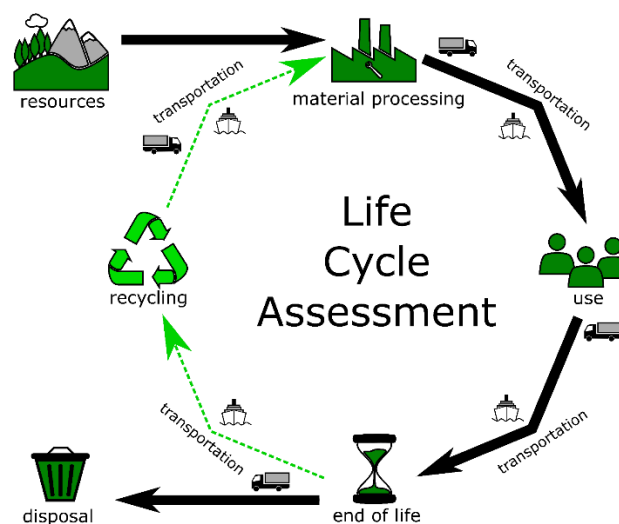 resources
transportation
material processing
transportation
Life
Cycle
Assessment
recycling
use
transportation
transportation
disposal
end of life